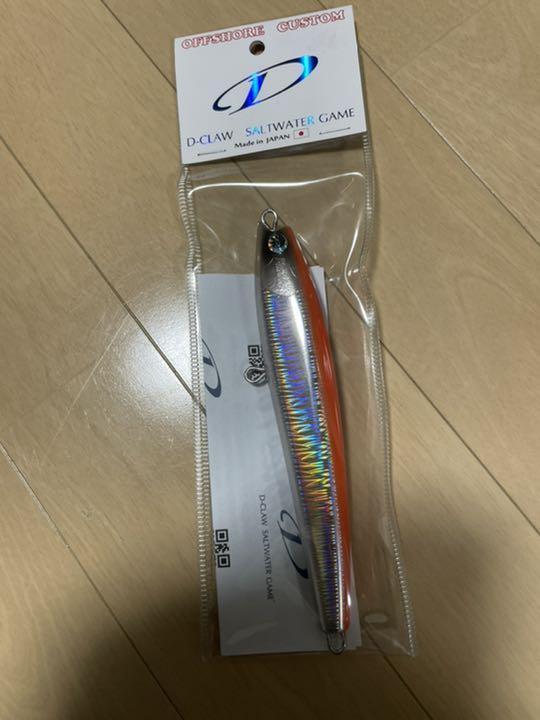 OFFSHORE CUSTOM
D
D-CLAW SALTWATER GAME
Made in JAPAN
D
D-CLAW SALTWATER GAME